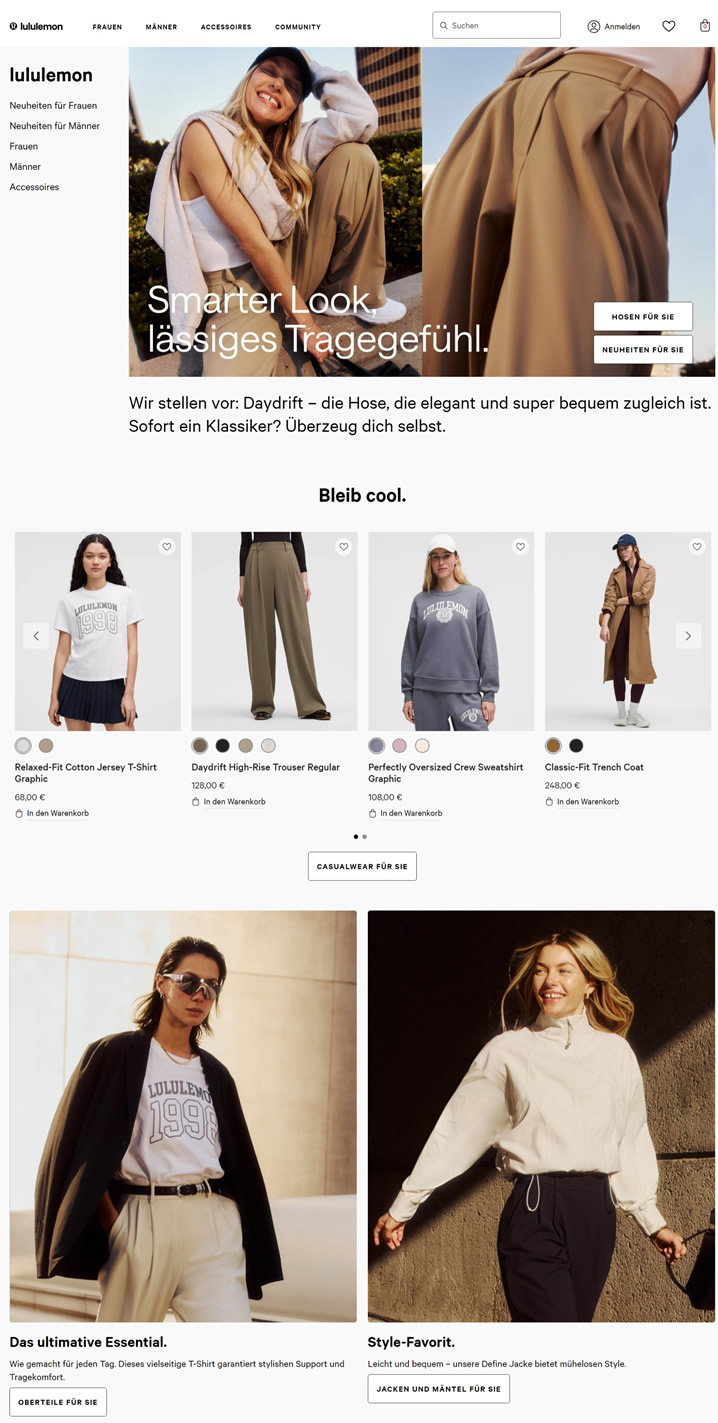 lululemon
FRAUEN
MÄNNER
ACCESSOIRES
COMMUNITY
Suchen
Anmelden
0
lululemon
Neuheiten für Frauen
Neuheiten für Männer
Frauen
Männer
Accessoires
Smarter Look,
lässiges Tragegefühl.
HOSEN FÜR SIE
NEUHEITEN FÜR SIE
Wir stellen vor: Daydrift – die Hose, die elegant und super bequem zugleich ist.
Sofort ein Klassiker? Überzeug dich selbst.
Bleib cool.
LULULEMON
1998
LULULEMON
Relaxed-Fit Cotton Jersey T-Shirt
Graphic
68,00 €
In den Warenkorb
Daydrift High-Rise Trouser Regular
128,00 €
In den Warenkorb
Perfectly Oversized Crew Sweatshirt
Graphic
108,00 €
In den Warenkorb
Classic-Fit Trench Coat
248,00 €
In den Warenkorb
CASUALWEAR FÜR SIE
LULULEMON
1998
Das ultimative Essential.
Wie gemacht für jeden Tag. Dieses vielseitige T-Shirt garantiert stylishen Support und
Tragekomfort.
OBERTEILE FÜR SIE
Style-Favorit.
Leicht und bequem – unsere Define Jacke bietet mühelosen Style.
JACKEN UND MÄNTEL FÜR SIE